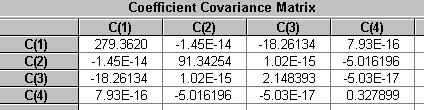 Coefficient Covariance Matrix
C(1) C(2) C(3) C(4)
C(1) 279.3620 -1.45E-14 -18.26134 7.93E-16
C(2) -1.45E-14 91.34254 1.02E-15 -5.016196
C(3) -18.26134 1.02E-15 2.148393 -5.03E-17
C(4) 7.93E-16 -5.016196 -5.03E-17 0.327899